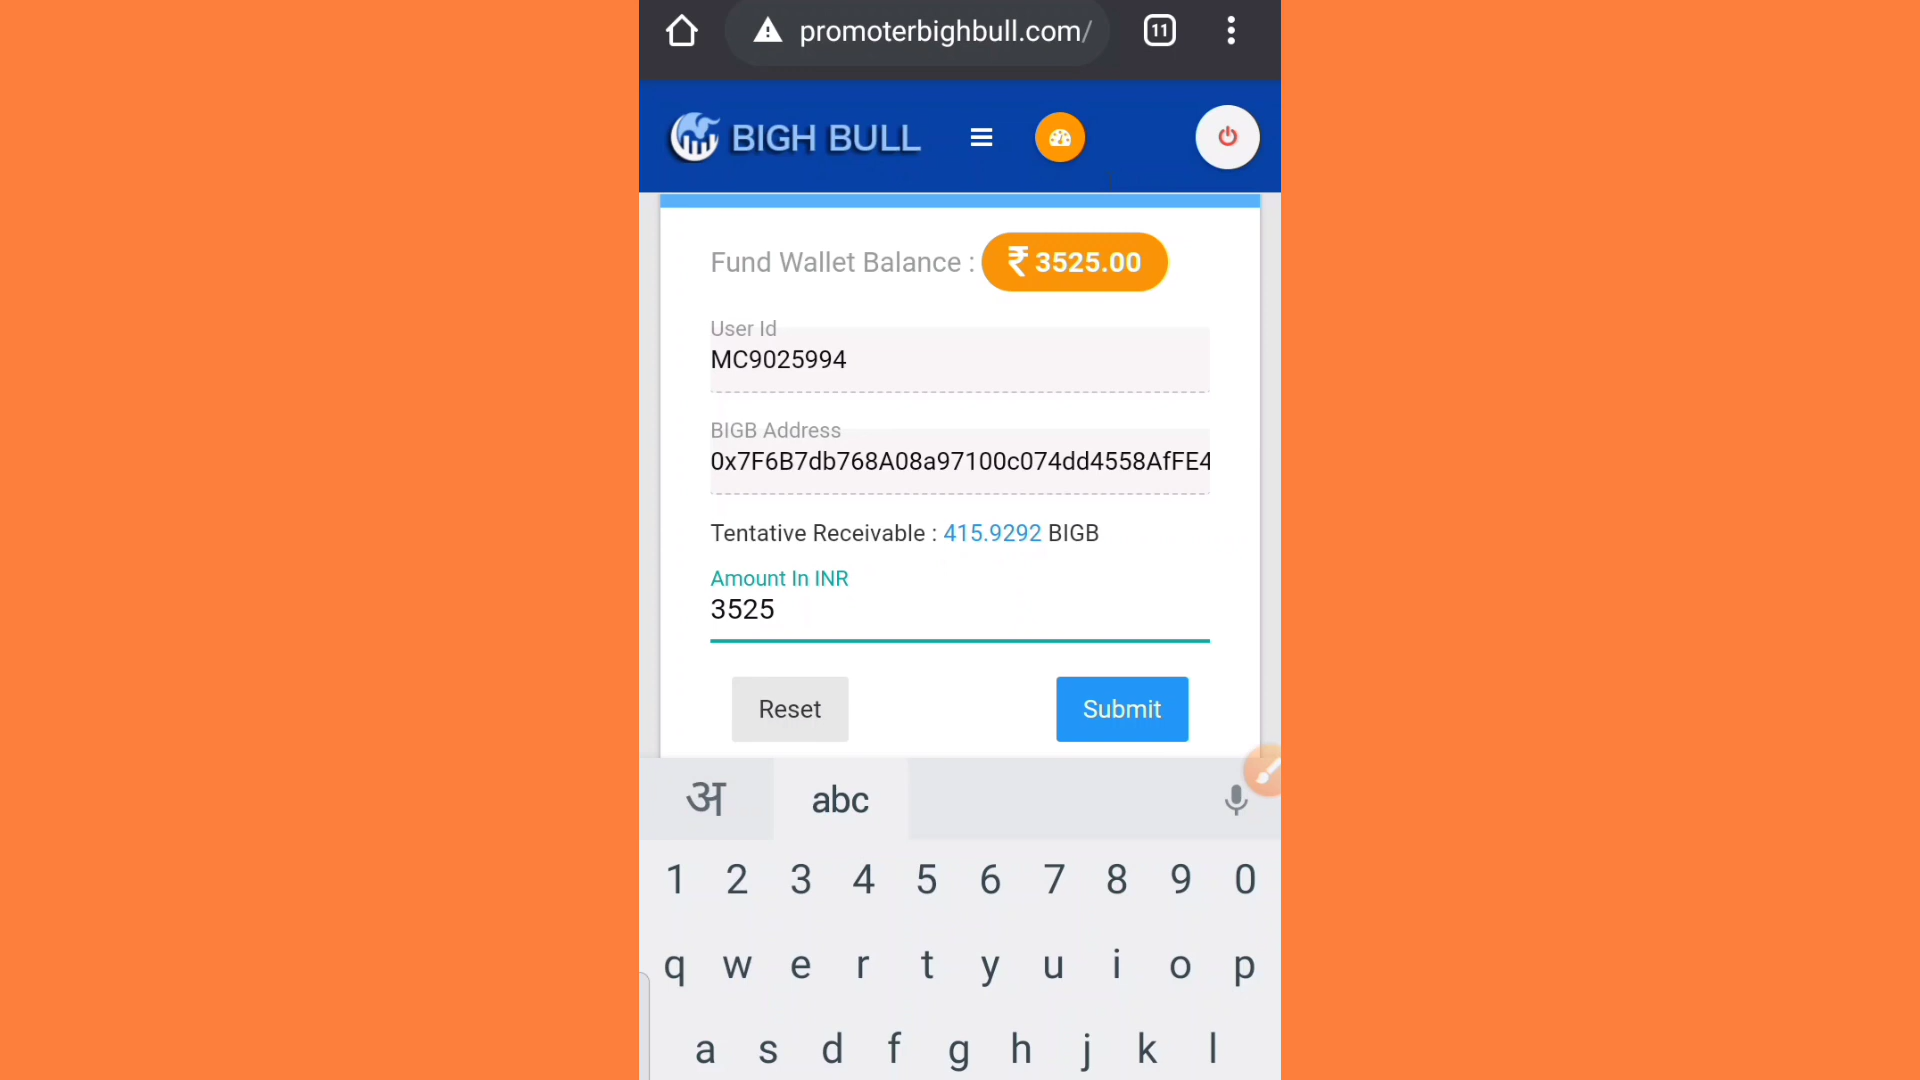 promoterbighbull.com/
11
BIGH BULL
Fund Wallet Balance : ₹ 3525.00
User Id
MC9025994
BIGB Address
0x7F6B7db768A08a97100c074dd4558AfFE4
Tentative Receivable : 415.9292 BIGB
Amount In INR
3525
Reset Submit
अ abc
1 2 3 4 5 6 7 8 9 0
q w e r t y u i o p
a s d f g h j k l